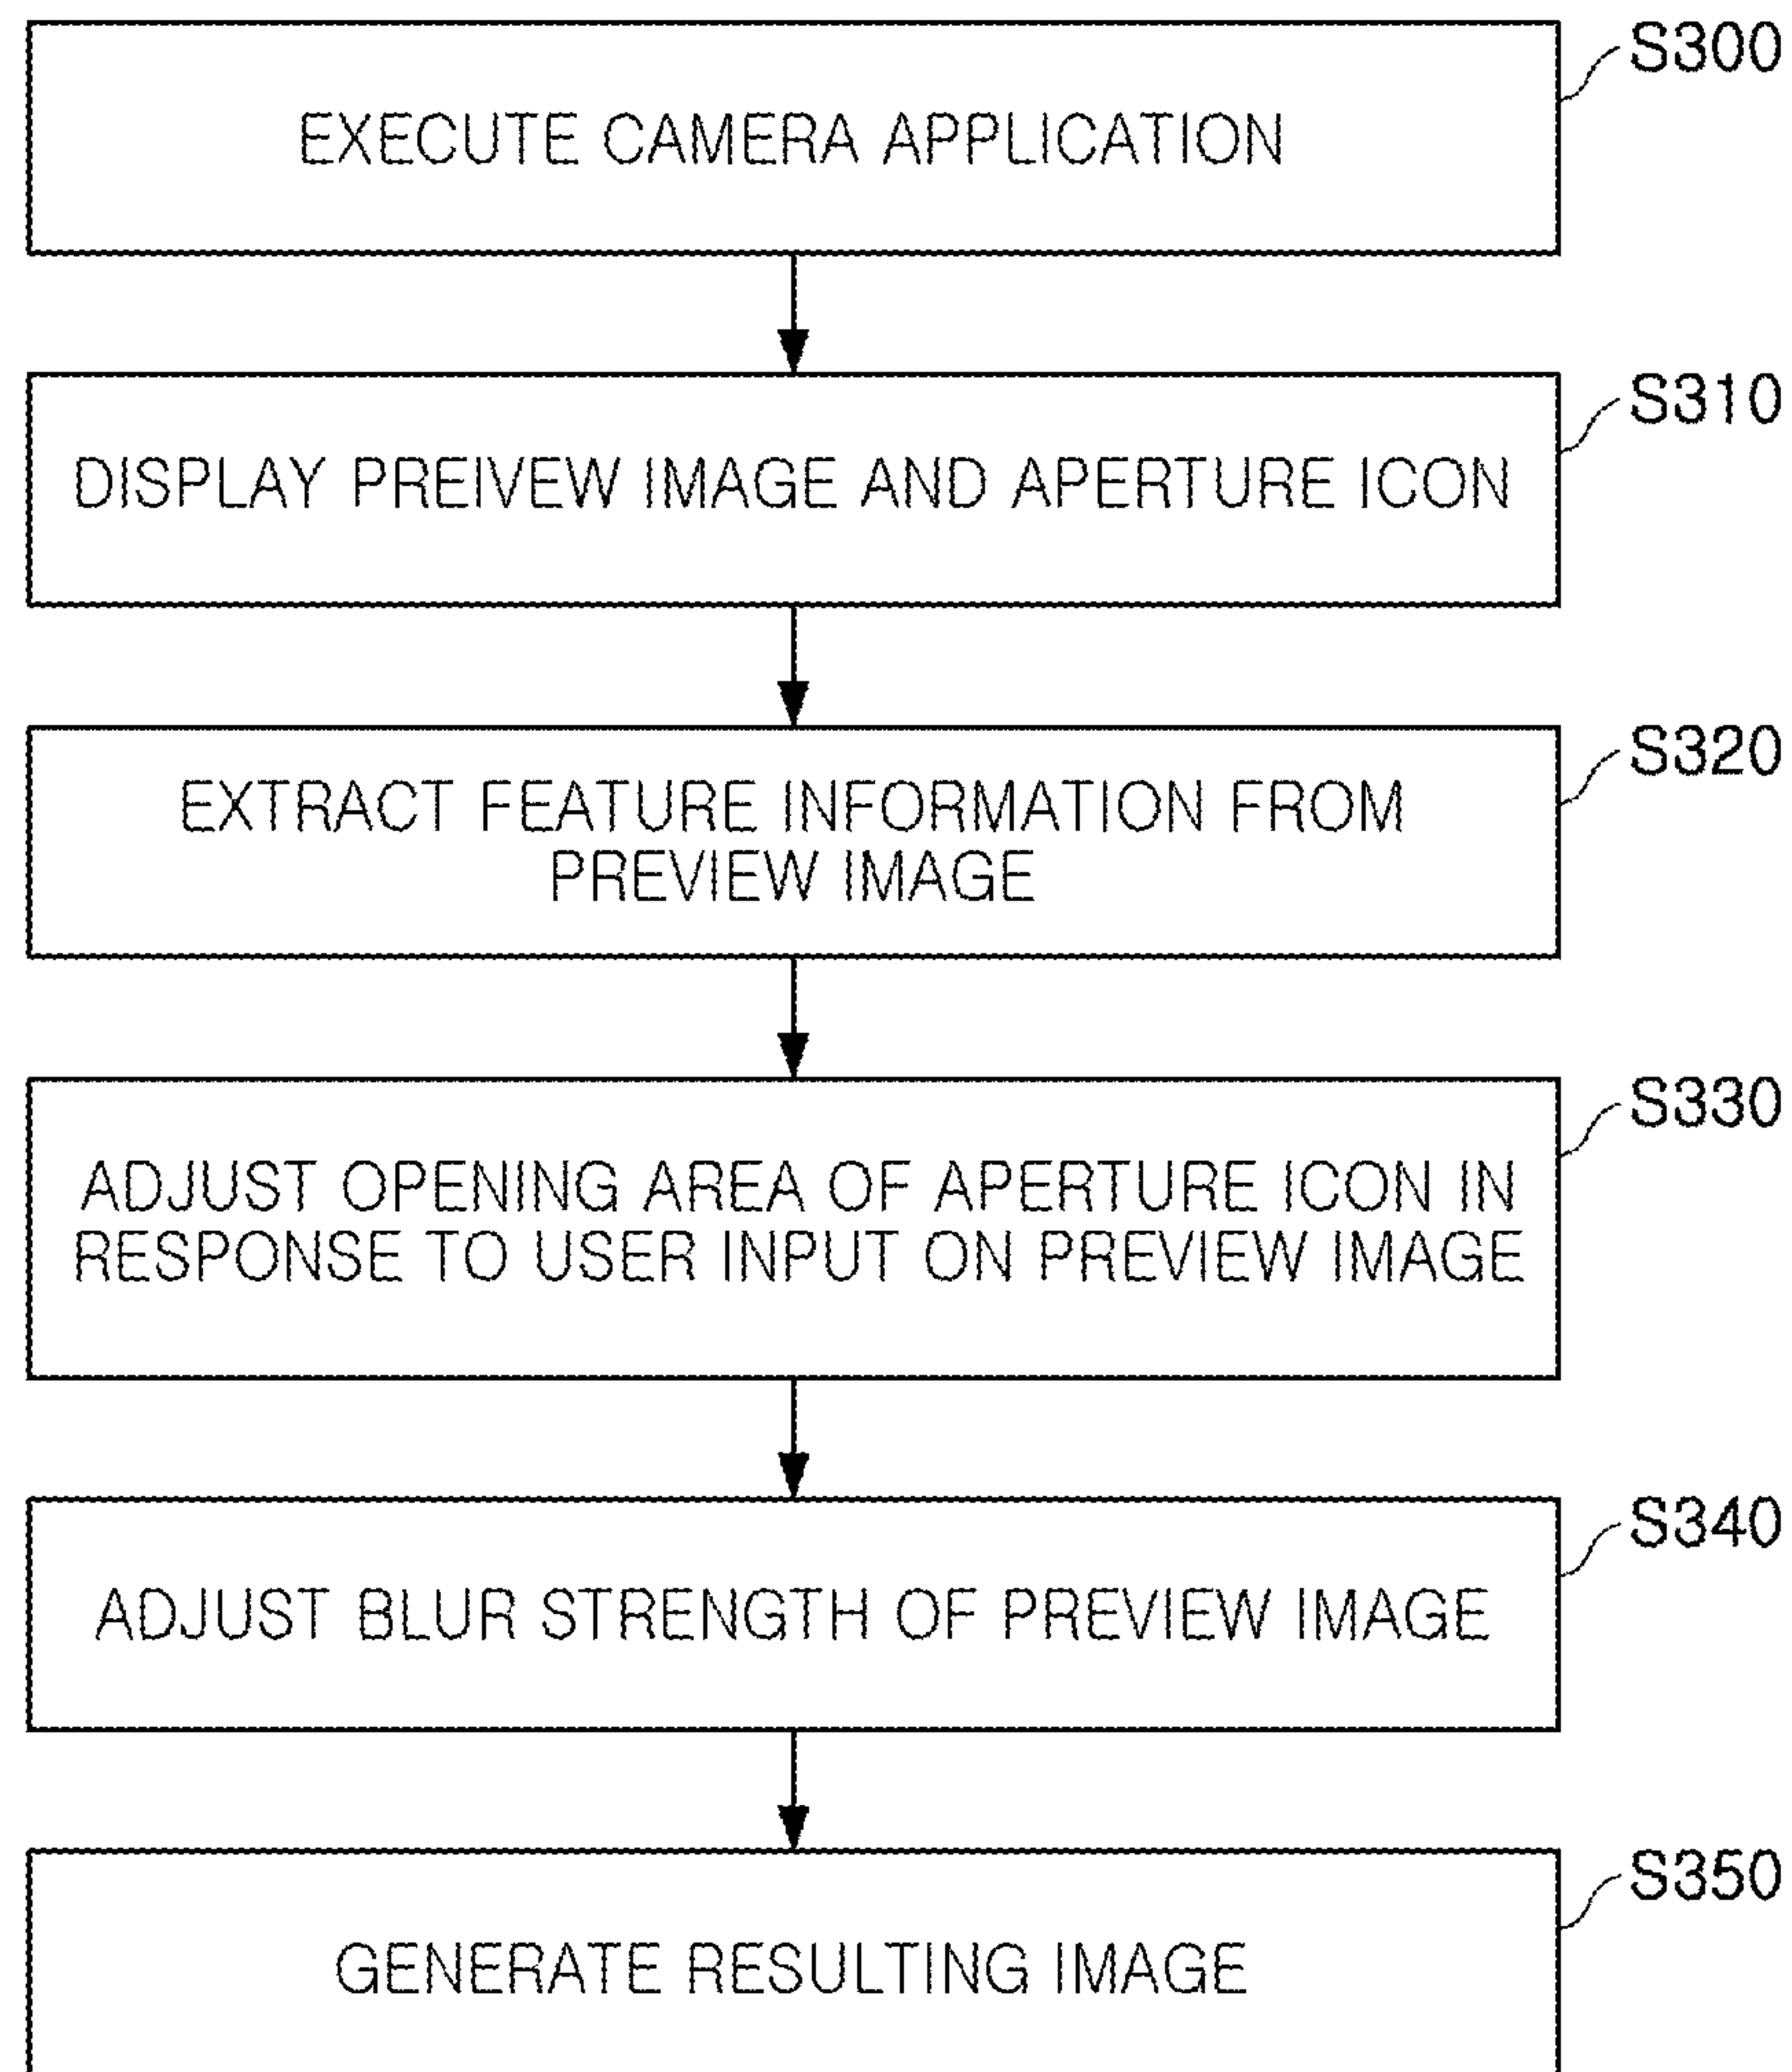 S300
EXECUTE CAMERA APPLICATION
S310
DISPLAY PREIVEW IMAGE AND APERTURE ICON
S320
EXTRACT FEATURE INFORMATION FROM
PREVIEW IMAGE
S330
ADJUST OPENING AREA OF APERTURE ICON IN
RESPONSE TO USER INPUT ON PREVIEW IMAGE
S340
ADJUST BLUR STRENGTH OF PREVIEW IMAGE
S350
GENERATE RESULTING IMAGE